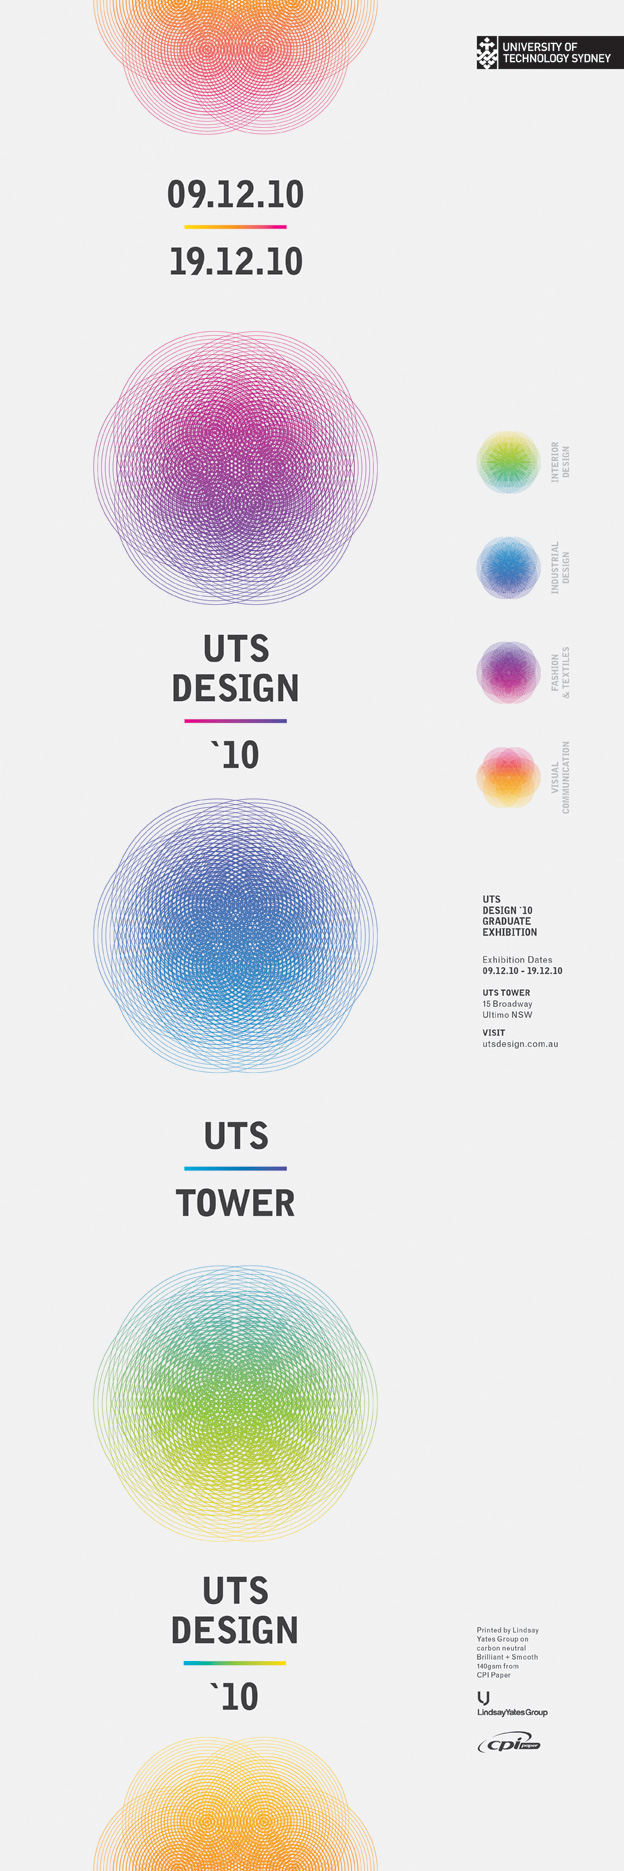 UNIVERSITY OF
TECHNOLOGY SYDNEY
09.12.10
19.12.10
UTS
DESIGN
`10
UTS
TOWER
UTS
DESIGN
`10
INTERIOR
DESIGN
INDUSTRIAL
DESIGN
FASHION
& TEXTILES
VISUAL
COMMUNICATION
UTS
DESIGN `10
GRADUATE
EXHIBITION
Exhibition Dates
09.12.10 - 19.12.10
UTS TOWER
15 Broadway
Ultimo NSW
VISIT
utsdesign.com.au
Printed by Lindsay
Yates Group on
carbon neutral
Brilliant + Smooth
140gsm from
CPI Paper
LindsayYatesGroup
cpi paper